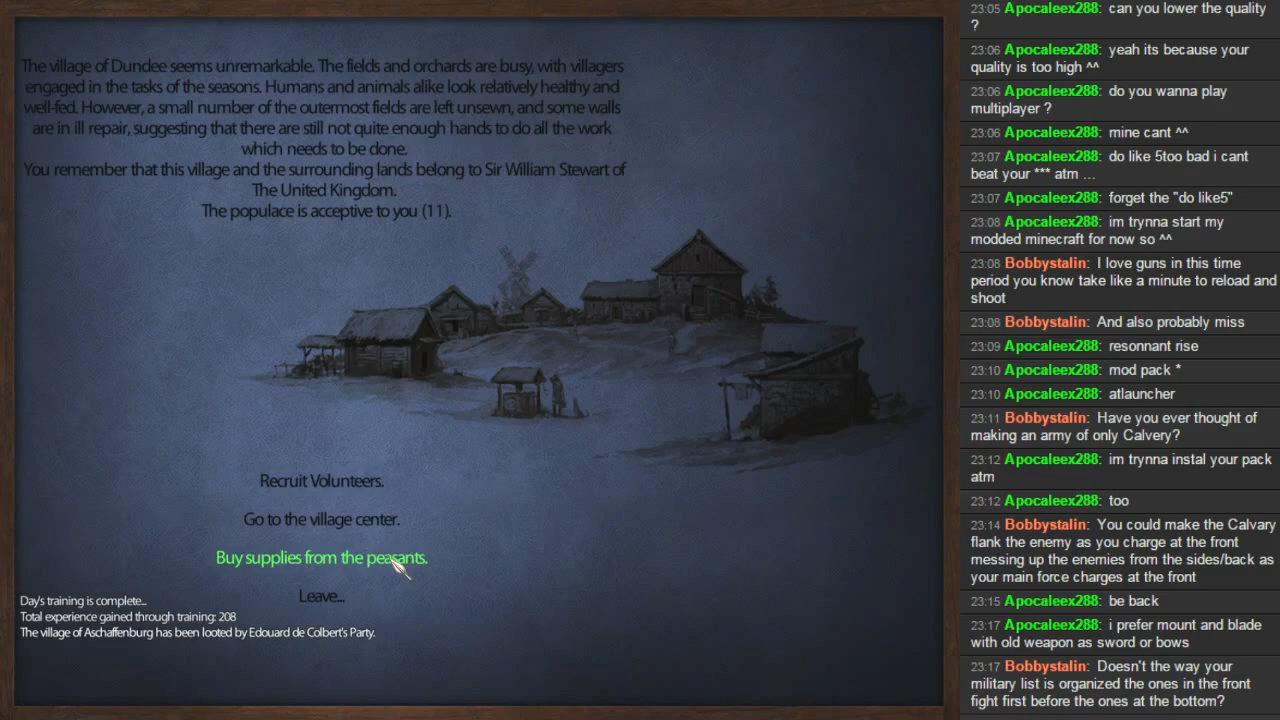 The village of Dundee seems unremarkable. The fields and orchards are busy, with villagers
engaged in the tasks of the seasons. Humans and animals alike look relatively healthy and
well-fed. However, a small number of the outermost fields are left unsewn, and some walls
are in ill repair, suggesting that there are still not quite enough hands to do all the work
which needs to be done.
You remember that this village and the surrounding lands belong to Sir William Stewart of
The United Kingdom.
The populace is acceptive to you (11).
Recruit Volunteers.
Go to the village center.
Buy supplies from the peasants.
Leave...
Day's training is complete...
Total experience gained through training: 208
The village of Aschaffenburg has been looted by Edouard de Colbert's Party.
23:05 Apocaleex288: can you lower the quality
?
23:06 Apocaleex288: yeah its because your
quality is too high ^^
23:06 Apocaleex288: do you wanna play
multiplayer ?
23:06 Apocaleex288: mine cant ^^
23:07 Apocaleex288: do like 5too bad i cant
beat your *** atm ...
23:07 Apocaleex288: forget the "do like5"
23:08 Apocaleex288: im trynna start my
modded minecraft for now so ^^
23:08 Bobbystalin: I love guns in this time
period you know take like a minute to reload and
shoot
23:08 Bobbystalin: And also probably miss
23:09 Apocaleex288: resonnant rise
23:10 Apocaleex288: mod pack *
23:10 Apocaleex288: atlauncher
23:11 Bobbystalin: Have you ever thought of
making an army of only Calvery?
23:12 Apocaleex288: im trynna instal your pack
atm
23:12 Apocaleex288: too
23:14 Bobbystalin: You could make the Calvary
flank the enemy as you charge at the front
messing up the enemies from the sides/back as
your main force charges at the front
23:15 Apocaleex288: be back
23:17 Apocaleex288: i prefer mount and blade
with old weapon as sword or bows
23:17 Bobbystalin: Doesn't the way your
military list is organized the ones in the front
fight first before the ones at the bottom?